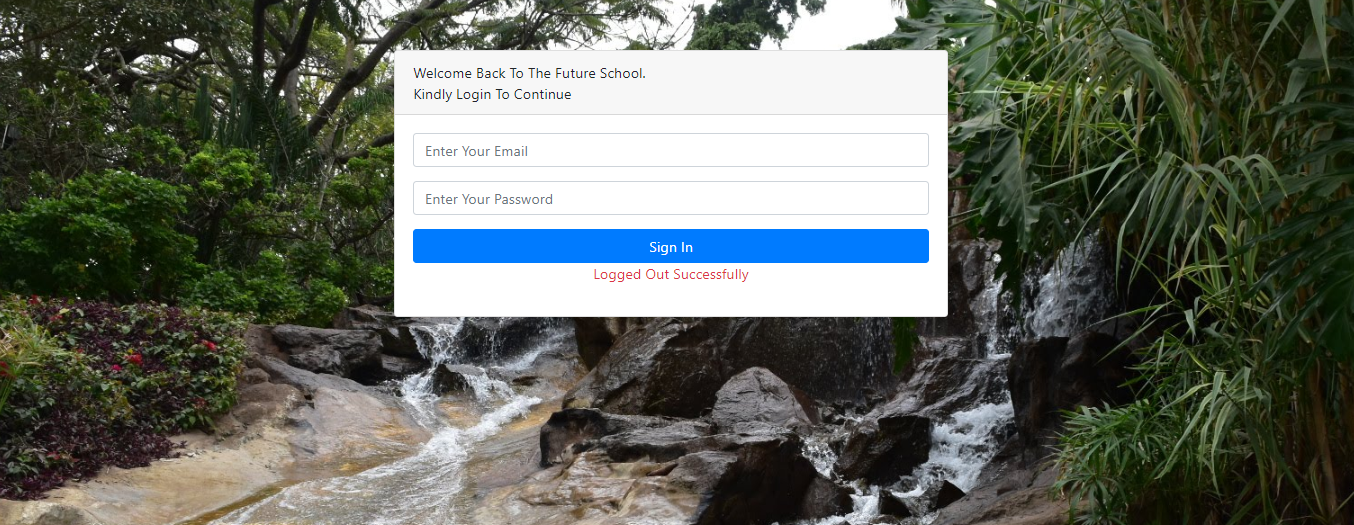 Welcome Back To The Future School.
Kindly Login To Continue
Enter Your Email
Enter Your Password
Sign In
Logged Out Successfully